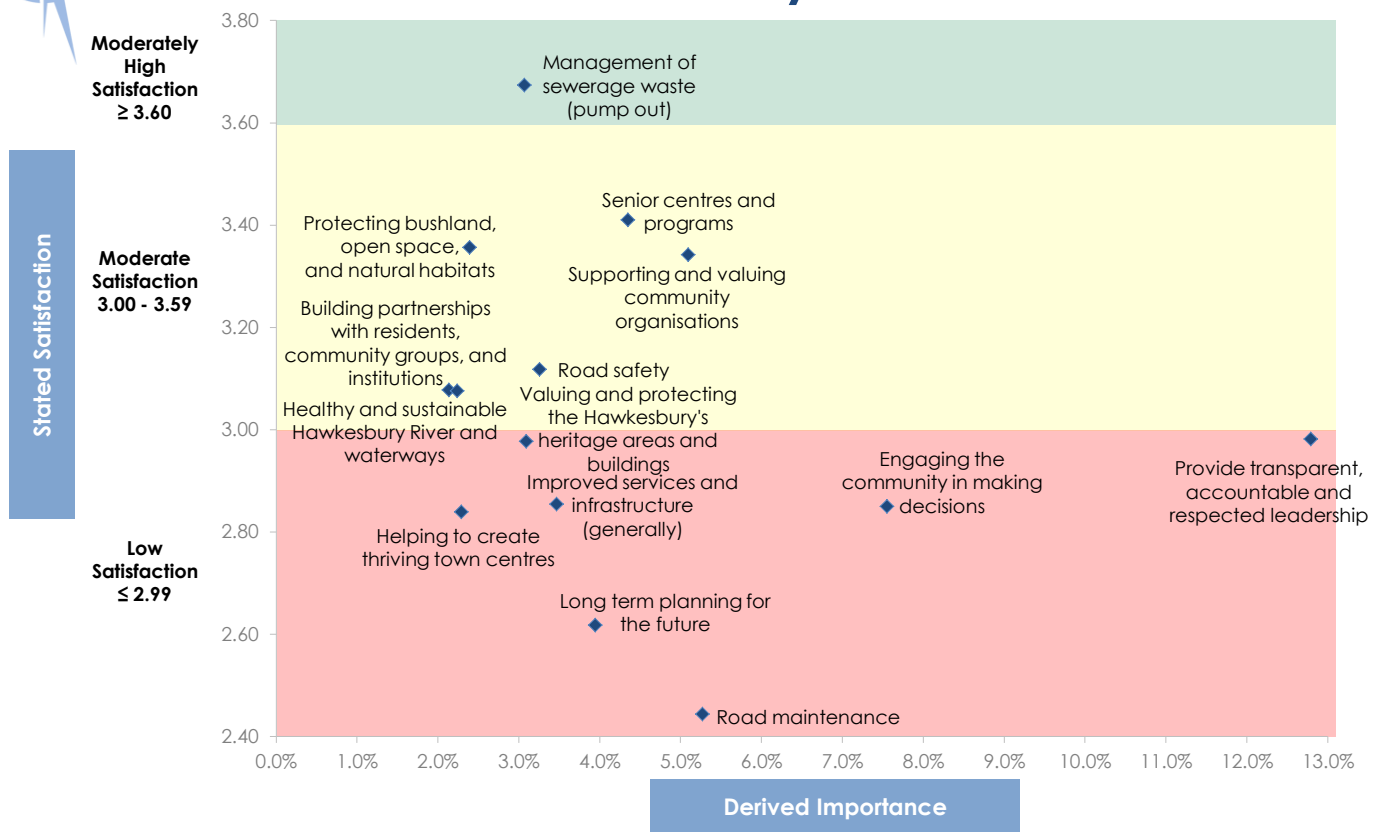 3.80
3.60
3.40
3.20
3.00
2.80
2.60
2.40
Moderately
High
Satisfaction
≥ 3.60
Moderate
Satisfaction
3.00 - 3.59
Low
Satisfaction
≤ 2.99
Stated Satisfaction
Management of
sewerage waste
(pump out)
Senior centres and
programs
Protecting bushland,
open space,
and natural habitats
Supporting and valuing
community
organisations
Building partnerships
with residents,
community groups, and
institutions
Road safety
Healthy and sustainable
Hawkesbury River and
waterways
Valuing and protecting
the Hawkesbury's
heritage areas and
buildings
Improved services and
infrastructure
(generally)
Engaging the
community in making
decisions
Provide transparent,
accountable and
respected leadership
Helping to create
thriving town centres
Long term planning for
the future
Road maintenance
0.0% 1.0% 2.0% 3.0% 4.0% 5.0% 6.0% 7.0% 8.0% 9.0% 10.0% 11.0% 12.0% 13.0%
Derived Importance